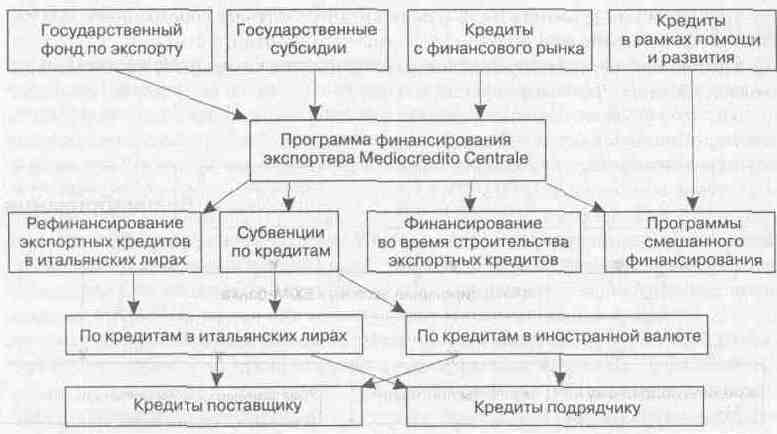 Государственный
фонд по экспорту
Государственные
субсидии
Кредиты
с финансового рынка
Кредиты
в рамках помощи
и развития
Программа финансирования
экспортера Mediocredito Centrale
Рефинансирование
экспортных кредитов
в итальянских лирах
Субвенции
по кредитам
Финансирование
во время строительства
экспортных кредитов
Программы
смешанного
финансирования
По кредитам в итальянских лирах
По кредитам в иностранной валюте
Кредиты поставщику
Кредиты подрядчику